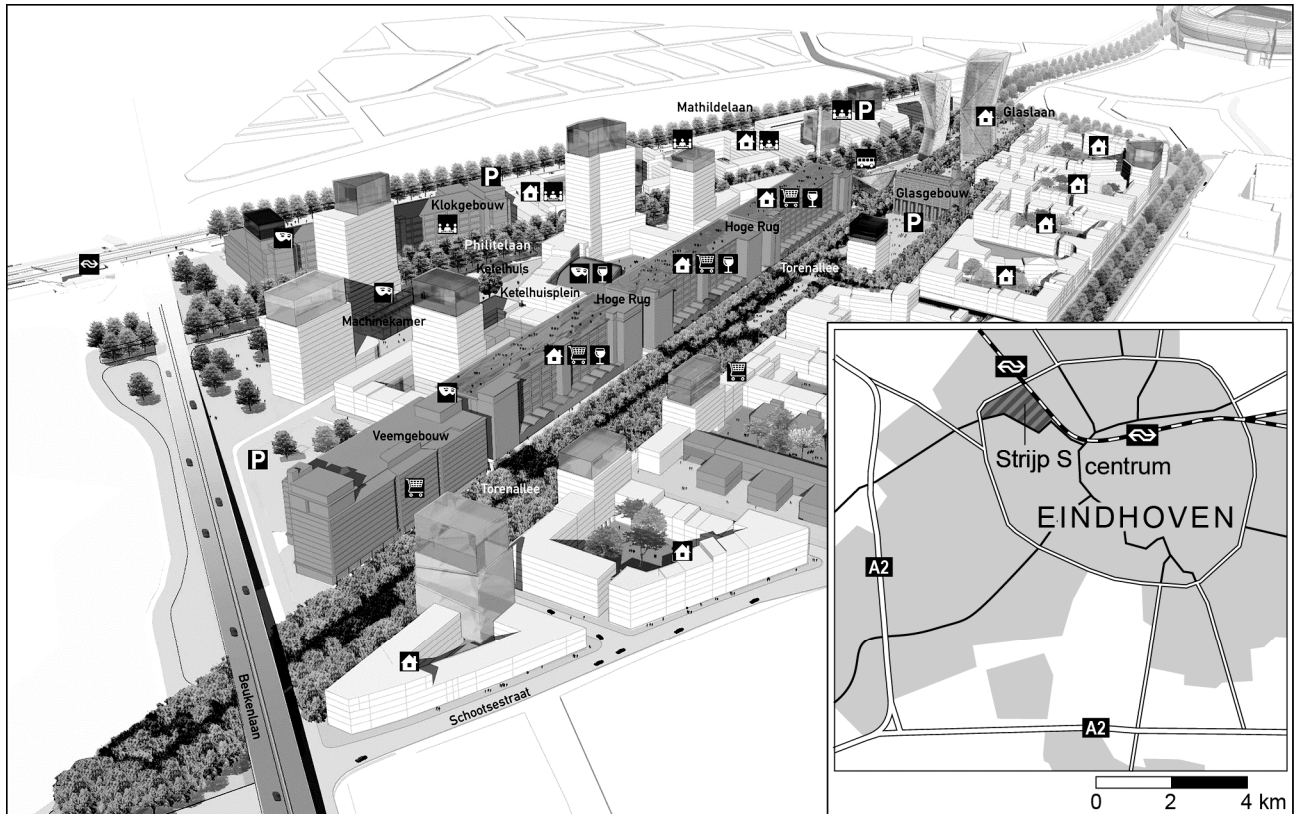 Mathildelaan
P
Glaslaan
P
Klokgebouw
Glasgebouw
P
.. Hoge Rug
Philitelaan
Ketelhuis
Torenallee
Ketelhuisplein
Hoge Rug
Machinekamer
Veemgebouw
P
Torenallee
Beukenlaan
Schootsestraat
Strijp S
centrum
EINDHOVEN
A2
A2
0 2 4 km